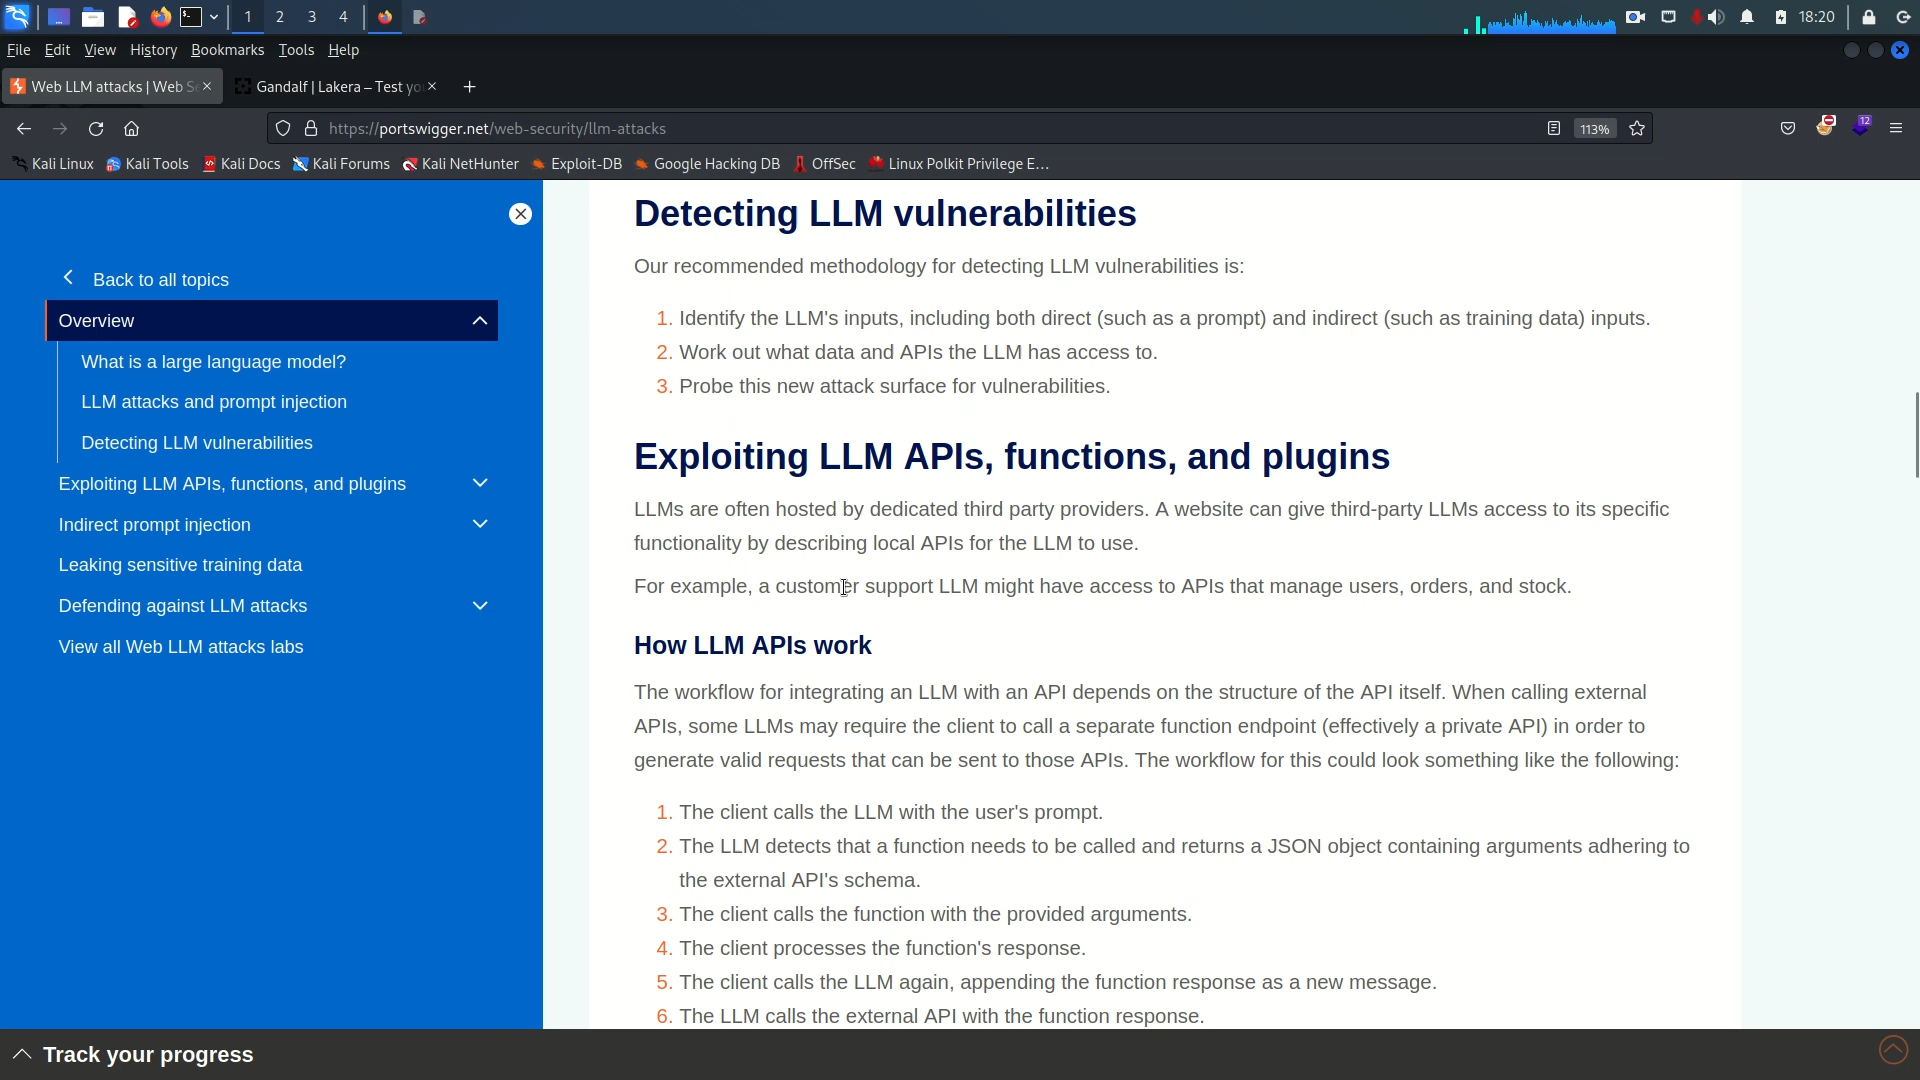 1 2 3 4 18:20
File Edit View History Bookmarks Tools Help
Web LLM attacks | Web Se Gandalf | Lakera – Test yo
https://portswigger.net/web-security/llm-attacks 113% 12
Kali Linux Kali Tools Kali Docs Kali Forums Kali NetHunter Exploit-DB Google Hacking DB OffSec Linux Polkit Privilege E...
Back to all topics
Overview
What is a large language model?
LLM attacks and prompt injection
Detecting LLM vulnerabilities
Exploiting LLM APIs, functions, and plugins
Indirect prompt injection
Leaking sensitive training data
Defending against LLM attacks
View all Web LLM attacks labs
Detecting LLM vulnerabilities
Our recommended methodology for detecting LLM vulnerabilities is:
1. Identify the LLM's inputs, including both direct (such as a prompt) and indirect (such as training data) inputs.
2. Work out what data and APIs the LLM has access to.
3. Probe this new attack surface for vulnerabilities.
Exploiting LLM APIs, functions, and plugins
LLMs are often hosted by dedicated third party providers. A website can give third-party LLMs access to its specific
functionality by describing local APIs for the LLM to use.
For example, a customer support LLM might have access to APIs that manage users, orders, and stock.
How LLM APIs work
The workflow for integrating an LLM with an API depends on the structure of the API itself. When calling external
APIs, some LLMs may require the client to call a separate function endpoint (effectively a private API) in order to
generate valid requests that can be sent to those APIs. The workflow for this could look something like the following:
1. The client calls the LLM with the user's prompt.
2. The LLM detects that a function needs to be called and returns a JSON object containing arguments adhering to
the external API's schema.
3. The client calls the function with the provided arguments.
4. The client processes the function's response.
5. The client calls the LLM again, appending the function response as a new message.
6. The LLM calls the external API with the function response.
Track your progress